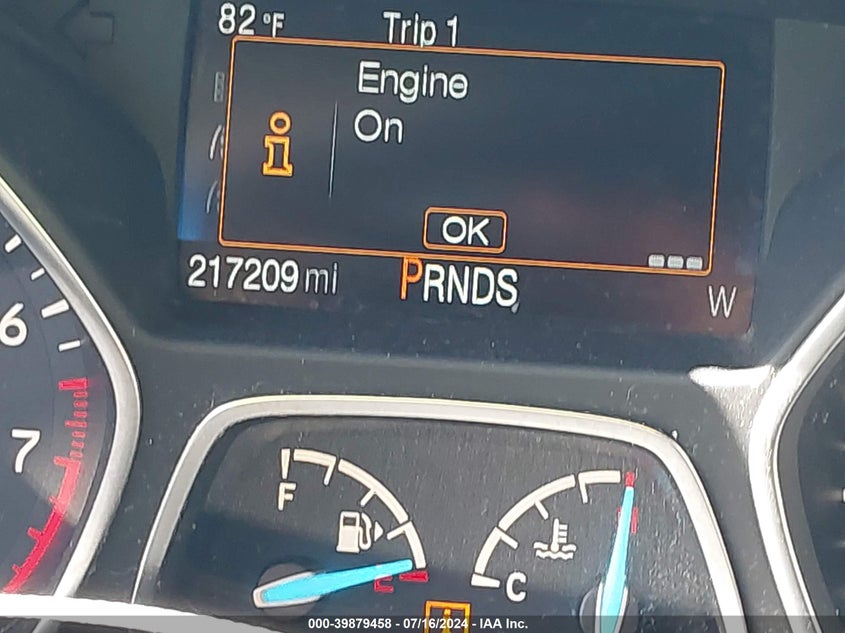 82°F Trip 1
Engine
On
OK
217209 mi PRNDS W
6
7
F
C
000-39879458 - 07/16/2024 - IAA Inc.